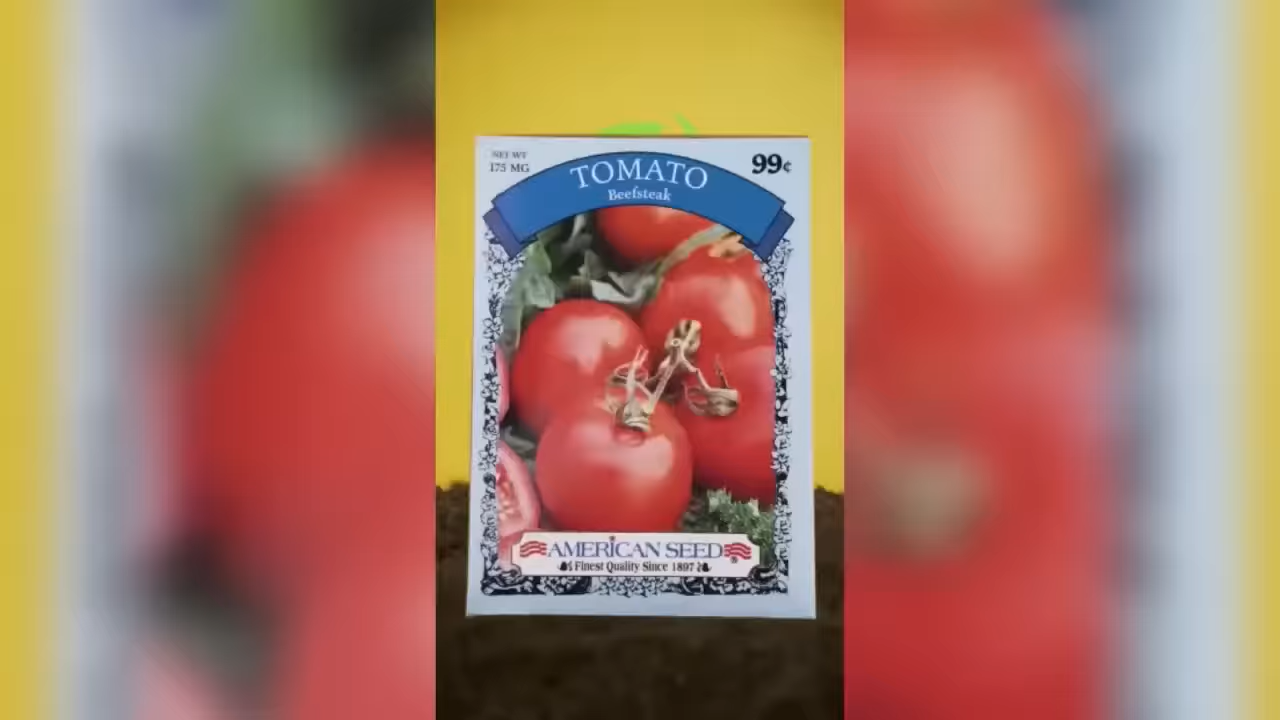 NET WT
175 MG
99¢
TOMATO
Beefsteak
AMERICAN SEED
Finest Quality Since 1897